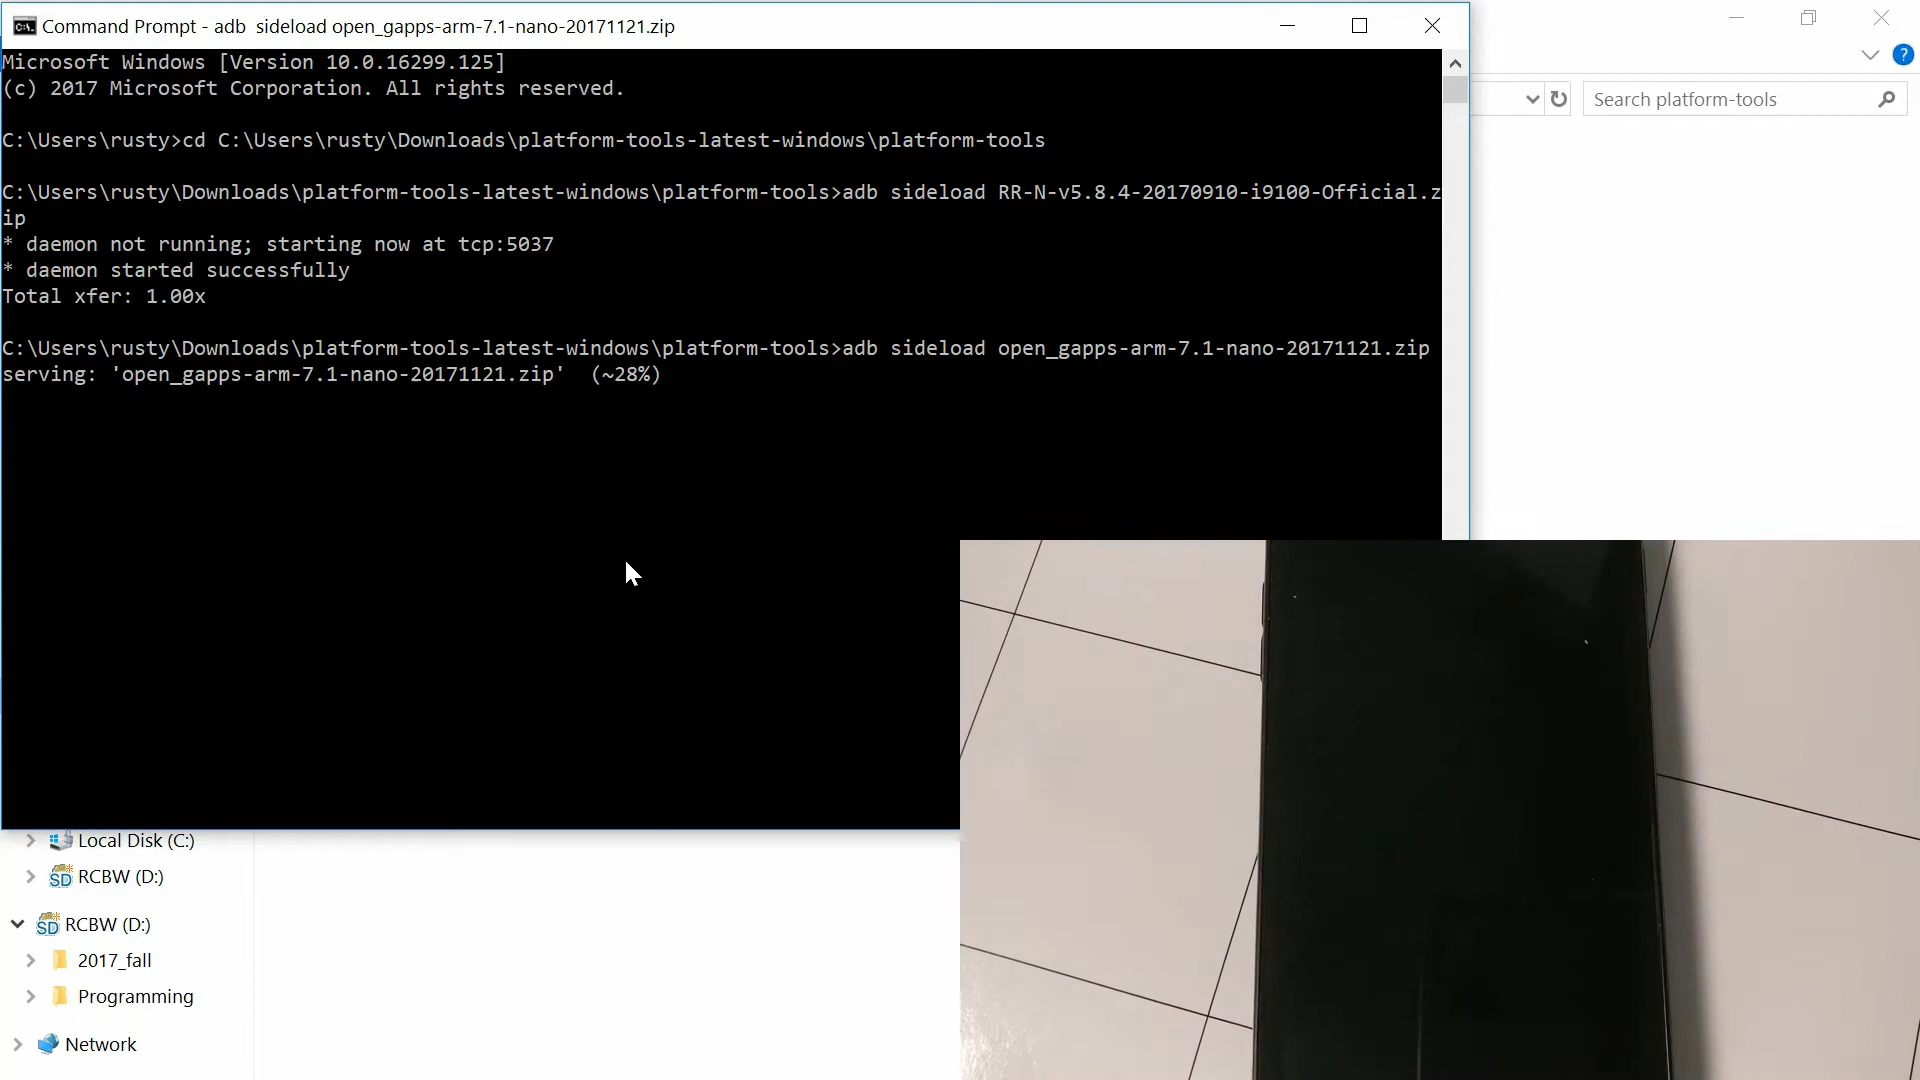 Command Prompt - adb  sideload open_gapps-arm-7.1-nano-20171121.zip
Microsoft Windows [Version 10.0.16299.125]
(c) 2017 Microsoft Corporation. All rights reserved.
C:\Users\rusty>cd C:\Users\rusty\Downloads\platform-tools-latest-windows\platform-tools
C:\Users\rusty\Downloads\platform-tools-latest-windows\platform-tools>adb sideload RR-N-v5.8.4-20170910-i9100-Official.z
ip
* daemon not running; starting now at tcp:5037
* daemon started successfully
Total xfer: 1.00x
C:\Users\rusty\Downloads\platform-tools-latest-windows\platform-tools>adb sideload open_gapps-arm-7.1-nano-20171121.zip
serving: 'open_gapps-arm-7.1-nano-20171121.zip'  (~28%)
Search platform-tools
Local Disk (C:)
SD RCBW (D:)
SD RCBW (D:)
2017_fall
Programming
Network